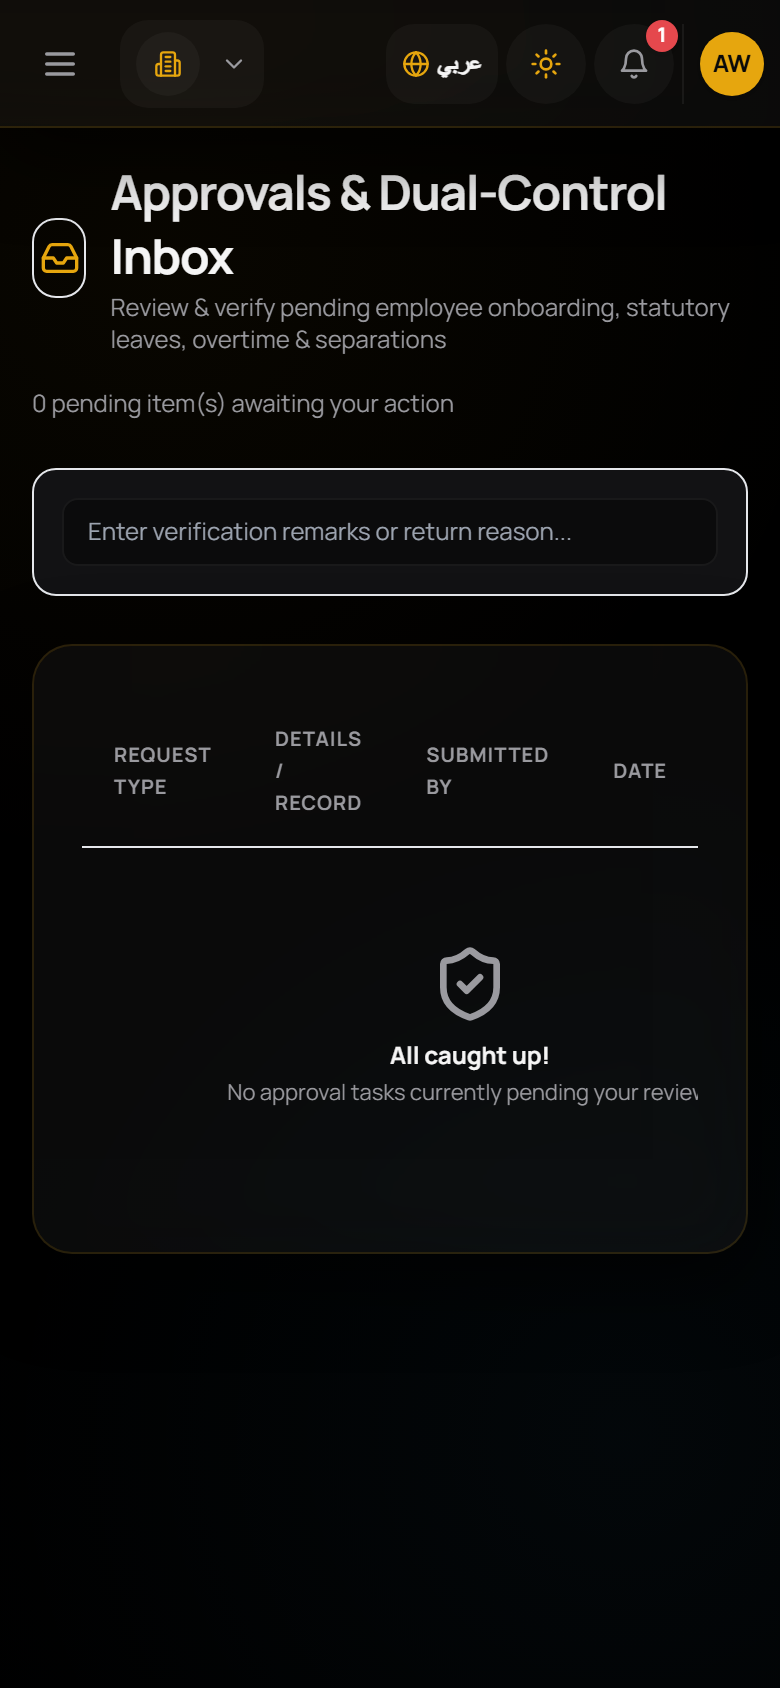 عربي
1
AW
Approvals & Dual-Control
Inbox
Review & verify pending employee onboarding, statutory
leaves, overtime & separations
0 pending item(s) awaiting your action
Enter verification remarks or return reason...
REQUEST TYPE
DETAILS / RECORD
SUBMITTED BY
DATE
All caught up!
No approval tasks currently pending your review